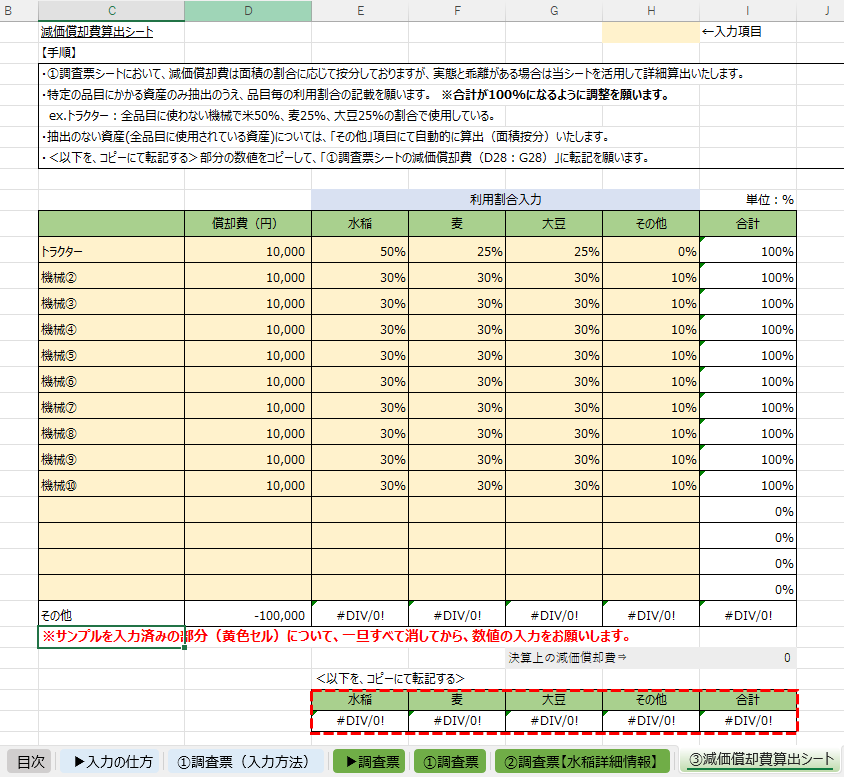 B C D E F G H I J
減価償却費算出シート ←入力項目
【手順】
・①調査票シートにおいて、減価償却費は面積の割合に応じて按分しておりますが、実態と乖離がある場合は当シートを活用して詳細算出いたします。
・特定の品目にかかる資産のみ抽出のうえ、品目毎の利用割合の記載を願います。 ※合計が100%になるように調整を願います。
ex.トラクター：全品目に使わない機械で米50%、麦25%、大豆25%の割合で使用している。
・抽出のない資産(全品目に使用されている資産)については、「その他」項目にて自動的に算出（面積按分）いたします。
・＜以下を、コピーにて転記する＞部分の数値をコピーして、「①調査票シートの減価償却費（D28：G28）」に転記を願います。
利用割合入力 単位：%
償却費（円） 水稲 麦 大豆 その他 合計
トラクター 10,000 50% 25% 25% 0% 100%
機械② 10,000 30% 30% 30% 10% 100%
機械③ 10,000 30% 30% 30% 10% 100%
機械④ 10,000 30% 30% 30% 10% 100%
機械⑤ 10,000 30% 30% 30% 10% 100%
機械⑥ 10,000 30% 30% 30% 10% 100%
機械⑦ 10,000 30% 30% 30% 10% 100%
機械⑧ 10,000 30% 30% 30% 10% 100%
機械⑨ 10,000 30% 30% 30% 10% 100%
機械⑩ 10,000 30% 30% 30% 10% 100%
0%
0%
0%
0%
その他 -100,000 #DIV/0! #DIV/0! #DIV/0! #DIV/0! #DIV/0!
※サンプルを入力済みの部分（黄色セル）について、一旦すべて消してから、数値の入力をお願いします。
決算上の減価償却費⇒ 0
＜以下を、コピーにて転記する＞
水稲 麦 大豆 その他 合計
#DIV/0! #DIV/0! #DIV/0! #DIV/0! #DIV/0!
目次 ▶入力の仕方 ①調査票（入力方法） ▶調査票 ①調査票 ②調査票【水稲詳細情報】 ③減価償却費算出シート